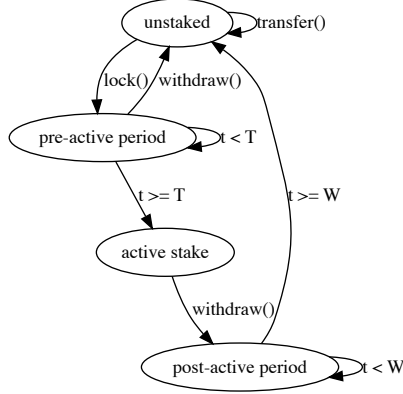 unstaked
transfer()
lock()
withdraw()
pre-active period
t < T
t >= T
t >= W
active stake
withdraw()
post-active period
t < W